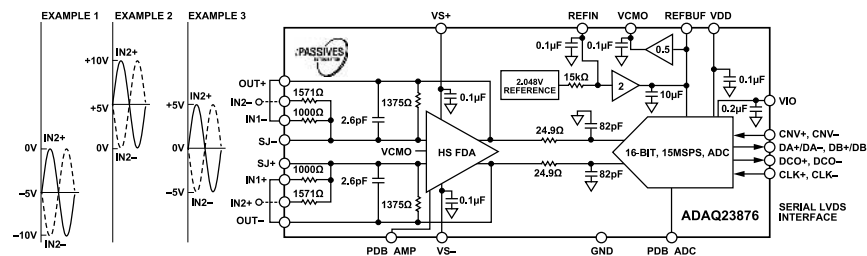 EXAMPLE 1
EXAMPLE 2
EXAMPLE 3
IN2+
0V
–5V
–10V
IN2–
IN2+
+10V
+5V
0V
IN2–
IN2+
+5V
0V
–5V
IN2–
VS+
REFIN
VCMO
REFBUF
VDD
iPASSIVES
0.1µF
0.1µF
0.5
2.048V
REFERENCE
15kΩ
2
10µF
0.1µF
0.2µF
VIO
OUT+
IN2–
IN1–
SJ–
SJ+
IN1+
IN2+
OUT–
1571Ω
1000Ω
2.6pF
1375Ω
0.1µF
VCMO
HS FDA
24.9Ω
82pF
24.9Ω
82pF
1000Ω
1571Ω
2.6pF
1375Ω
0.1µF
16-BIT, 15MSPS, ADC
CNV+, CNV–
DA+/DA–, DB+/DB
DCO+, DCO–
CLK+, CLK–
SERIAL LVDS
INTERFACE
ADAQ23876
PDB_AMP
VS–
GND
PDB_ADC